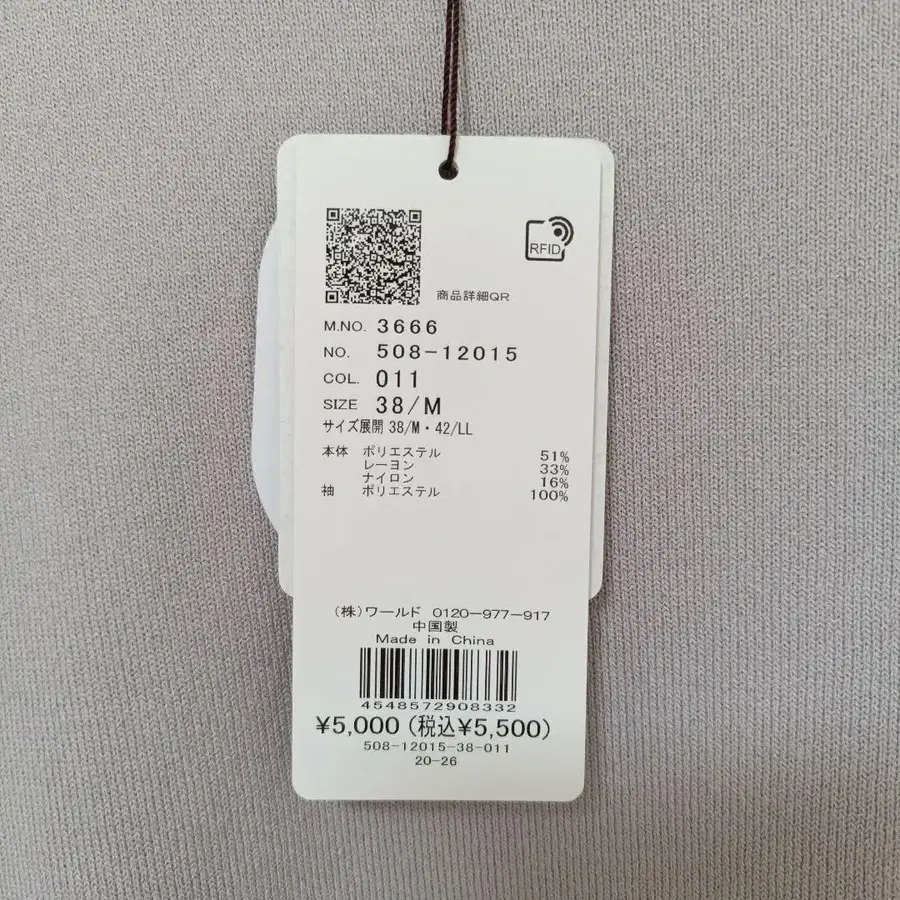 RFID
商品詳細QR
M.NO. 3666
NO. 508-12015
COL. 011
SIZE 38/M
サイズ展開 38/M・42/LL
本体 ポリエステル 51%
レーヨン 33%
ナイロン 16%
袖 ポリエステル 100%
(株)ワールド 0120-977-917
中国製
Made in China
4548572908332
¥5,000 (税込¥5,500)
508-12015-38-011
20-26